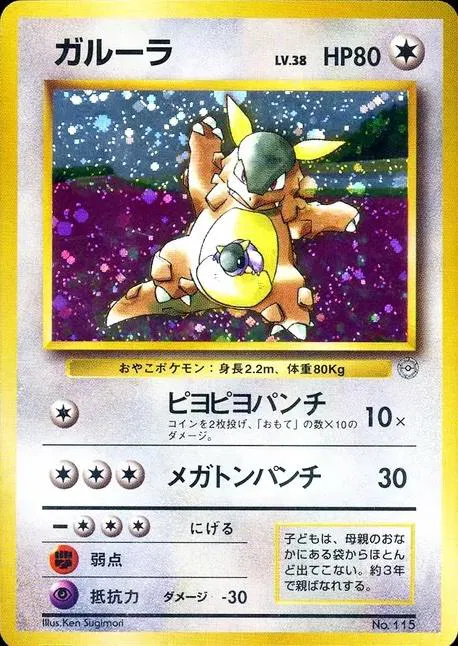 ガルーラ LV.38 HP80
おやこポケモン：身長2.2m、体重80Kg
ピヨピヨパンチ 10×
コインを2枚投げ、「おもて」の数×10の
ダメージ。
メガトンパンチ 30
にげる
弱点
抵抗力 ダメージ -30
子どもは、母親のおな
かにある袋からほとん
ど出てこない。約3年
で親ばなれする。
Illus.Ken Sugimori No. 115